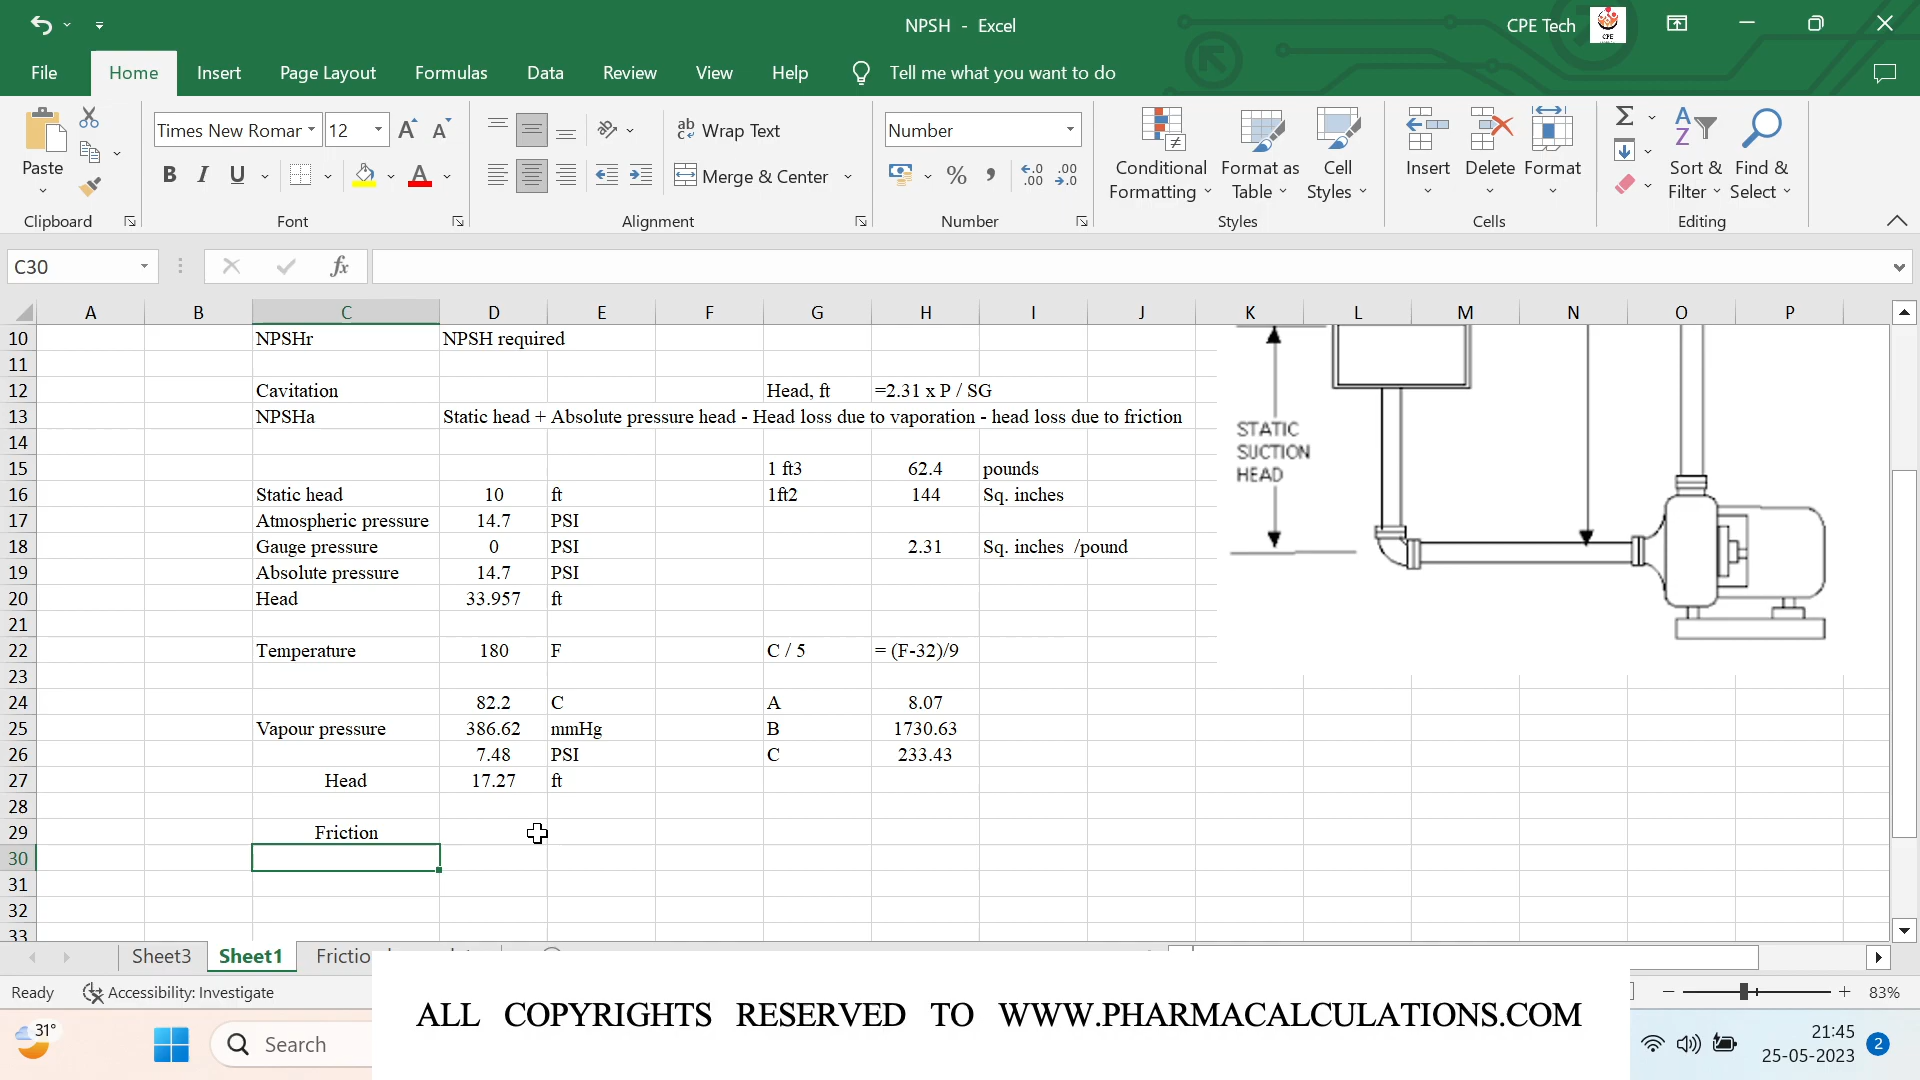 NPSH - Excel
CPE Tech
File Home Insert Page Layout Formulas Data Review View Help Tell me what you want to do
Paste
Times New Romar 12
B I U
Wrap Text
Merge & Center
Number
Conditional Formatting
Format as Table
Cell Styles
Insert Delete Format
Sort & Filter
Find & Select
Clipboard Font Alignment Number Styles Cells Editing
C30 fx
A B C D E F G H I J K L M N O P
10 NPSHr NPSH required
11
12 Cavitation Head, ft =2.31 x P / SG
13 NPSHa Static head + Absolute pressure head - Head loss due to vaporation - head loss due to friction
14
15 1 ft3 62.4 pounds
16 Static head 10 ft 1ft2 144 Sq. inches
17 Atmospheric pressure 14.7 PSI
18 Gauge pressure 0 PSI 2.31 Sq. inches /pound
19 Absolute pressure 14.7 PSI
20 Head 33.957 ft
21
22 Temperature 180 F C / 5 = (F-32)/9
23
24 82.2 C A 8.07
25 Vapour pressure 386.62 mmHg B 1730.63
26 7.48 PSI C 233.43
27 Head 17.27 ft
28
29 Friction
30
31
32
33
STATIC
SUCTION
HEAD
Sheet3 Sheet1 Frictio
Ready Accessibility: Investigate 83%
ALL COPYRIGHTS RESERVED TO WWW.PHARMACALCULATIONS.COM
31° Search
21:45
25-05-2023 2